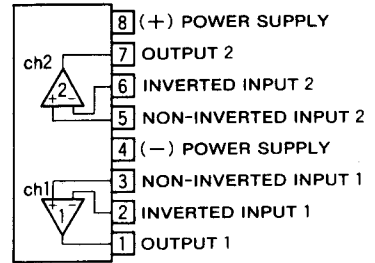 8 (+) POWER SUPPLY
7 OUTPUT 2
ch2
6 INVERTED INPUT 2
2
+ -
5 NON-INVERTED INPUT 2
4 (-) POWER SUPPLY
3 NON-INVERTED INPUT 1
ch1
+ -
1
2 INVERTED INPUT 1
1 OUTPUT 1